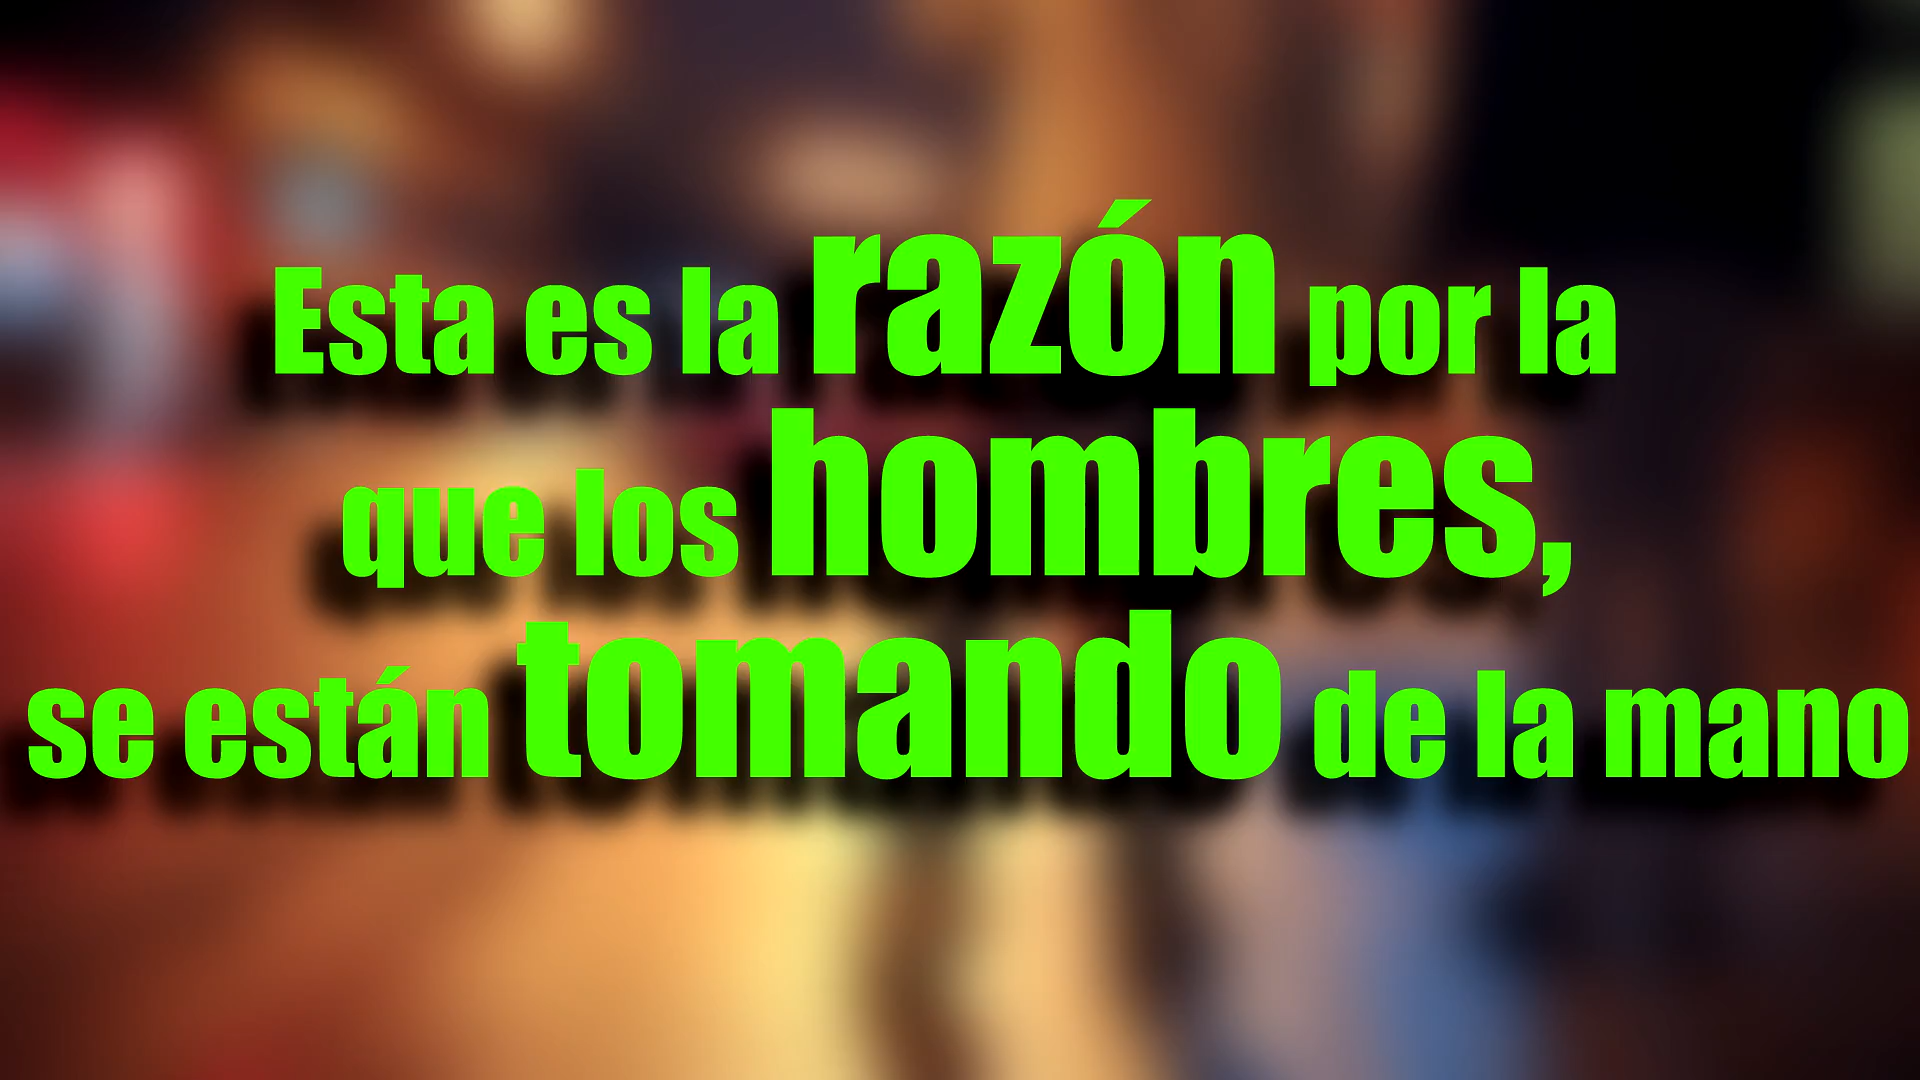 Esta es la razón por la
que los hombres,
se están tomando de la mano